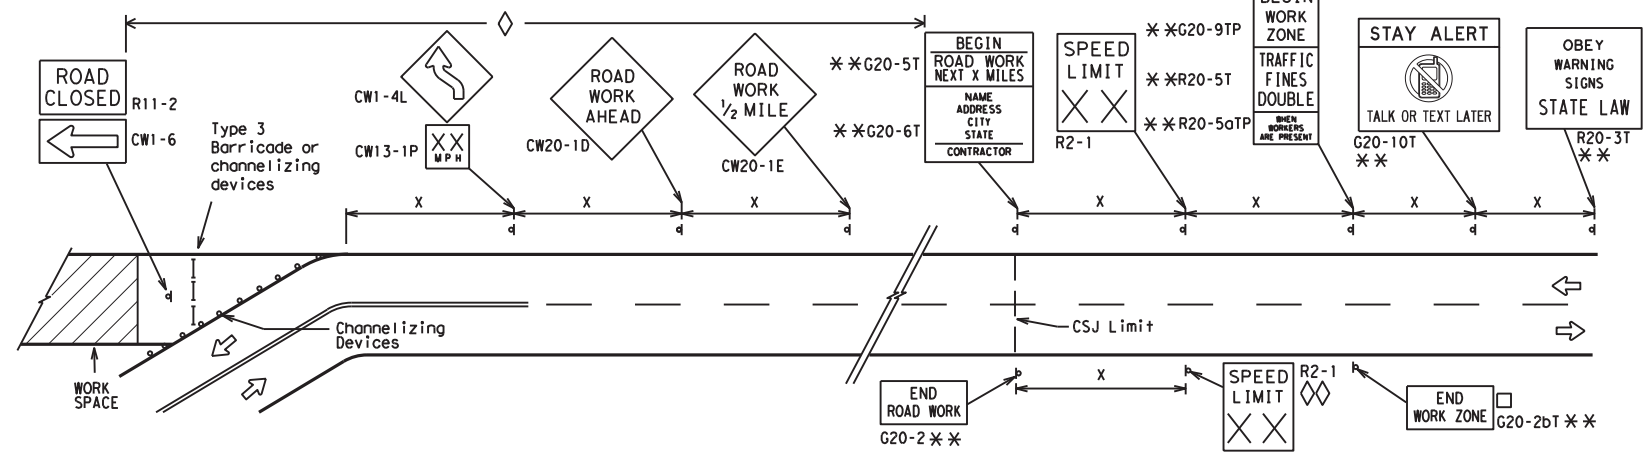 ROAD
CLOSED
R11-2
CW1-6
Type 3
Barricade or
channelizing
devices
CW1-4L
XX
MPH
CW13-1P
ROAD
WORK
AHEAD
CW20-1D
ROAD
WORK
1/2 MILE
CW20-1E
* *G20-5T
* *G20-6T
BEGIN
ROAD WORK
NEXT X MILES
NAME
ADDRESS
CITY
STATE
CONTRACTOR
SPEED
LIMIT
X X
R2-1
* *G20-9TP
* *R20-5T
* *R20-5aTP
BEGIN
WORK
ZONE
TRAFFIC
FINES
DOUBLE
WHEN
WORKERS
ARE PRESENT
STAY ALERT
TALK OR TEXT LATER
G20-10T
* *
OBEY
WARNING
SIGNS
STATE LAW
R20-3T
* *
X
X
X
X
X
X
X
Channelizing
Devices
WORK
SPACE
CSJ Limit
END
ROAD WORK
G20-2 * *
X
SPEED
LIMIT
X X
R2-1
END
WORK ZONE
G20-2bT * *